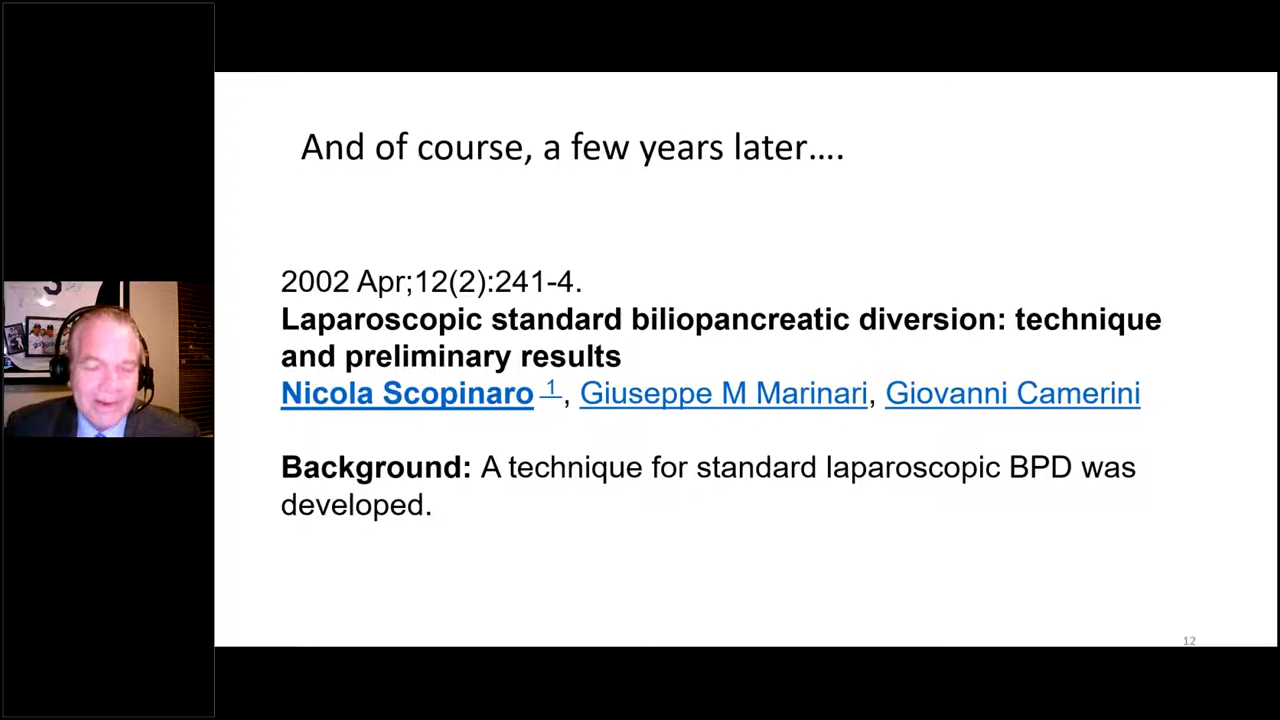 And of course, a few years later....
2002 Apr;12(2):241-4.
Laparoscopic standard biliopancreatic diversion: technique
and preliminary results
Nicola Scopinaro 1, Giuseppe M Marinari, Giovanni Camerini
Background: A technique for standard laparoscopic BPD was
developed.
12